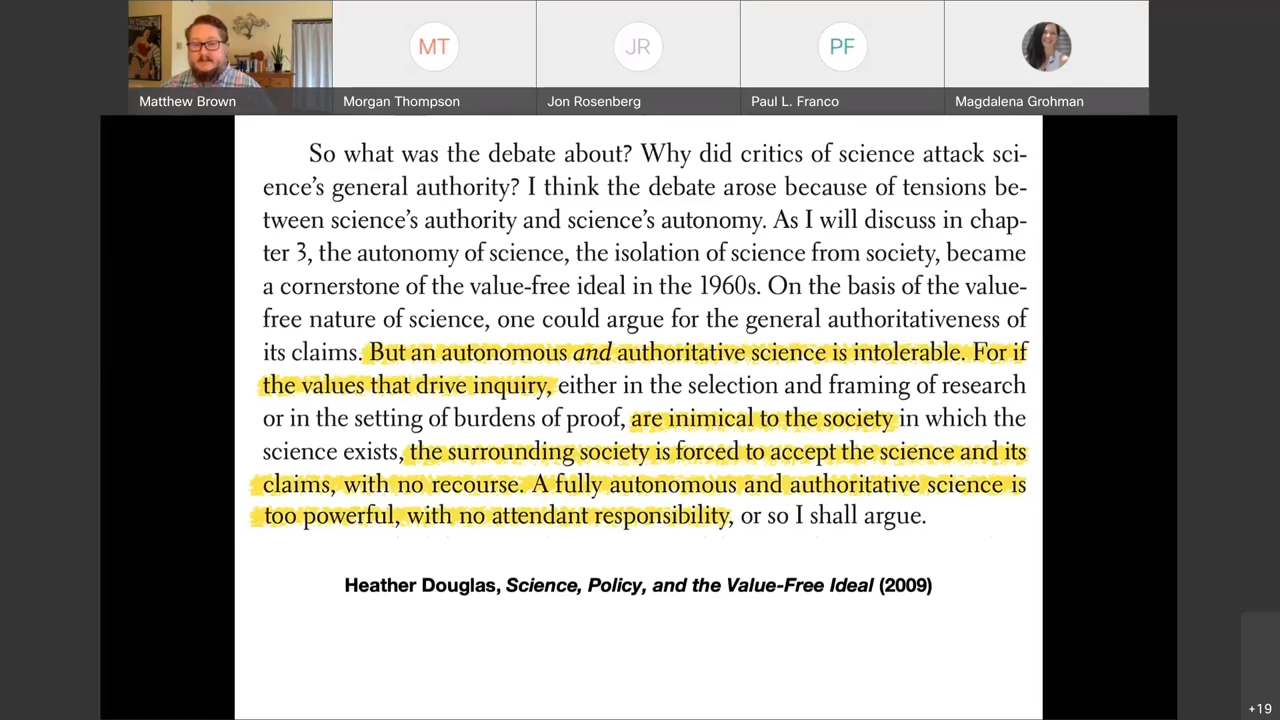 MT
JR
PF
Matthew Brown
Morgan Thompson
Jon Rosenberg
Paul L. Franco
Magdalena Grohman
So what was the debate about? Why did critics of science attack sci-
ence's general authority? I think the debate arose because of tensions be-
tween science's authority and science's autonomy. As I will discuss in chap-
ter 3, the autonomy of science, the isolation of science from society, became
a cornerstone of the value-free ideal in the 1960s. On the basis of the value-
free nature of science, one could argue for the general authoritativeness of
its claims. But an autonomous and authoritative science is intolerable. For if
the values that drive inquiry, either in the selection and framing of research
or in the setting of burdens of proof, are inimical to the society in which the
science exists, the surrounding society is forced to accept the science and its
claims, with no recourse. A fully autonomous and authoritative science is
too powerful, with no attendant responsibility, or so I shall argue.
Heather Douglas, Science, Policy, and the Value-Free Ideal (2009)
+19